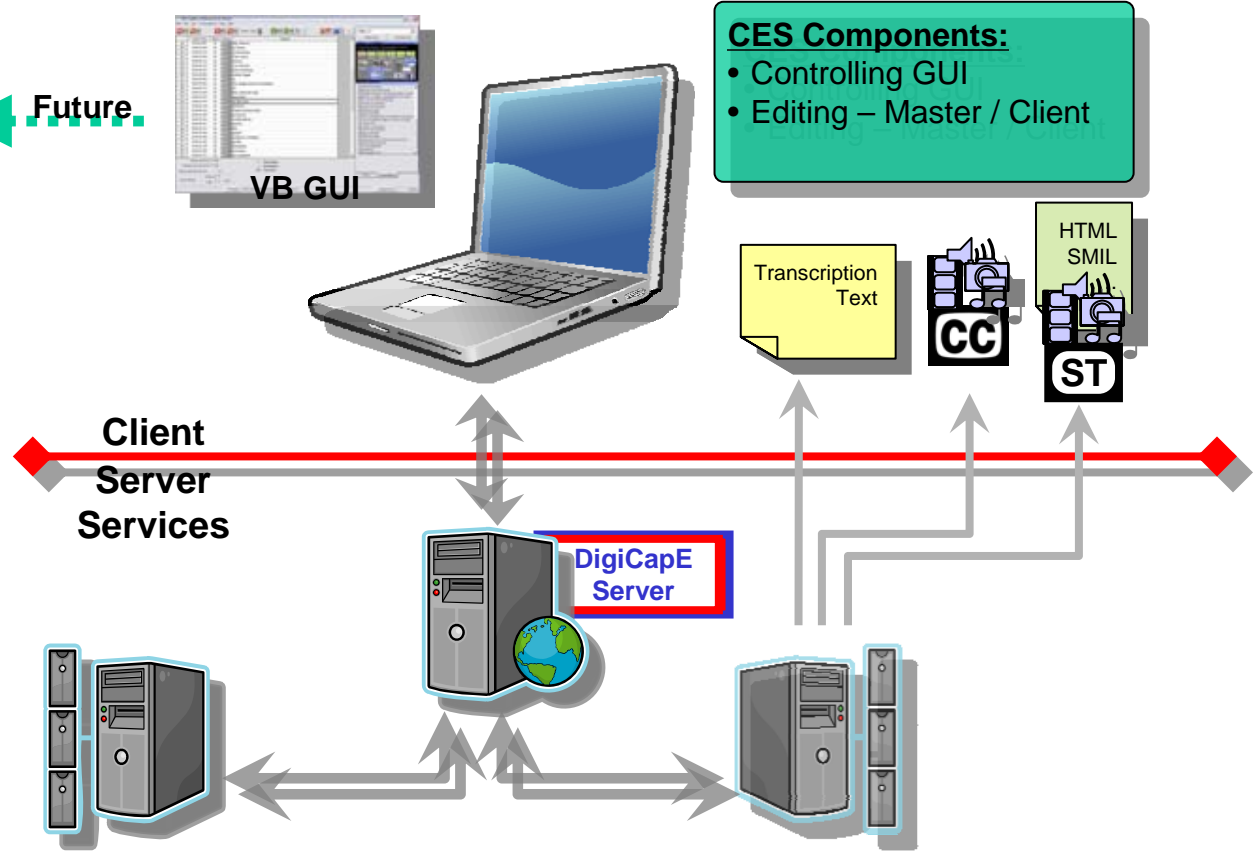 CES Components:
• Controlling GUI
• Editing – Master / Client
Future
VB GUI
HTML
SMIL
Transcription
Text
CC
ST
Client
Server
Services
DigiCapE
Server